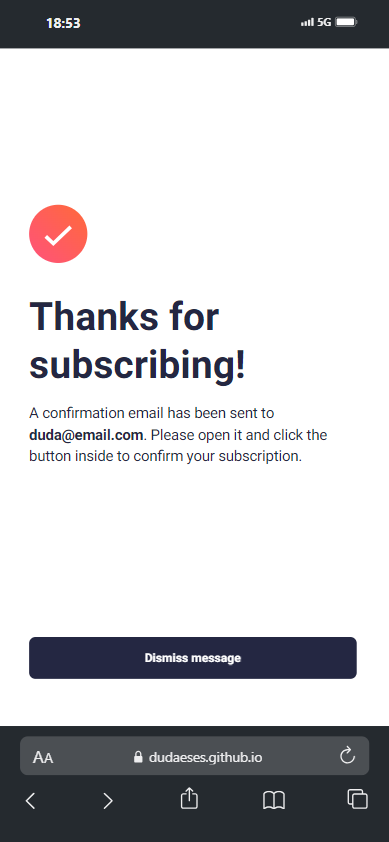 18:53
5G
Thanks for
subscribing!
A confirmation email has been sent to
duda@email.com. Please open it and click the
button inside to confirm your subscription.
Dismiss message
AA
dudaeses.github.io